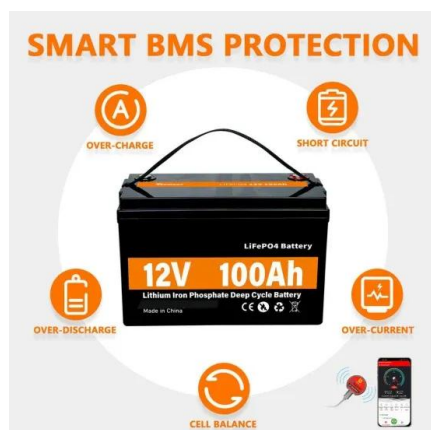 SMART BMS PROTECTION
OVER-CHARGE
SHORT CIRCUIT
LiFePO4 Battery
12V 100Ah
Lithium Iron Phosphate Deep Cycle Battery
Made in China
OVER-DISCHARGE
OVER-CURRENT
CELL BALANCE